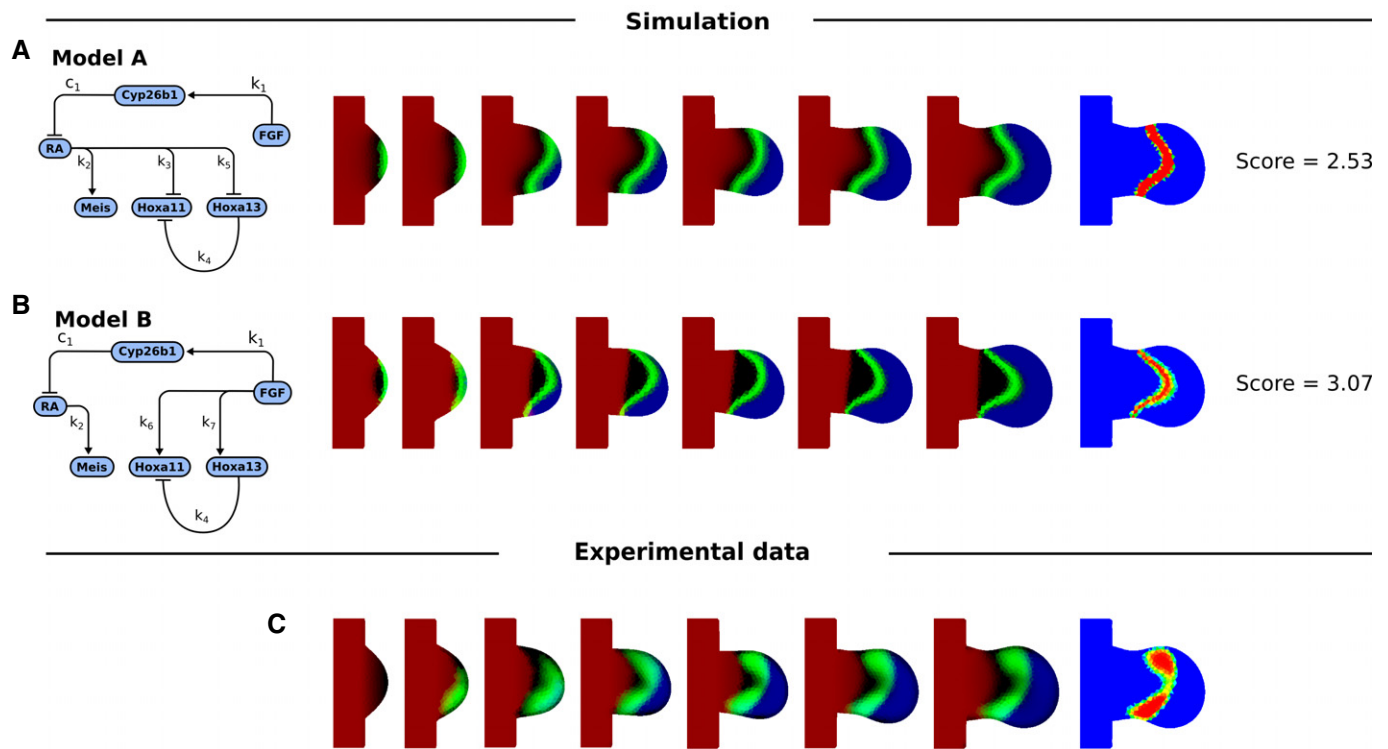 Simulation
A
Model A
c1
Cyp26b1
k1
FGF
RA
k2
k3
k5
Meis
Hoxa11
Hoxa13
k4
Score = 2.53
B
Model B
c1
Cyp26b1
k1
RA
FGF
k2
k6
k7
Meis
Hoxa11
Hoxa13
k4
Score = 3.07
Experimental data
C